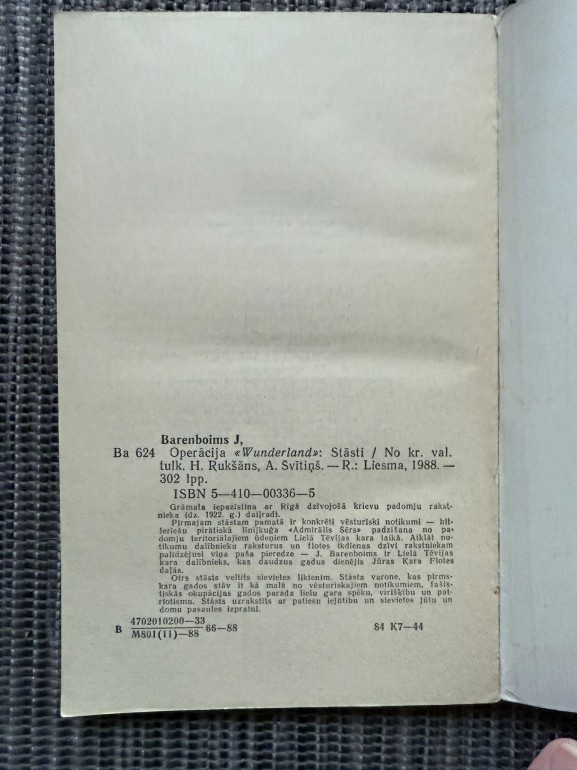 Barenboims J,
Ba 624 Operācija «Wunderland»: Stāsti / No kr. val.
tulk. H. Rukšāns, A. Svītiņš. — R.: Liesma, 1988. —
302 lpp.
ISBN 5—410—00336—5
Grāmata iepazīstina ar Rīgā dzīvojošā krievu padomju rakst-
nieka (dz. 1922. g.) daiļradi.
Pirmajam stāstam pamatā ir konkrēti vēsturiski notikumi — hit-
leriešu pirātiskā līnijkuģa «Admirālis Šērs» padzīšana no pa-
domju teritoriālajiem ūdeņiem Lielā Tēvijas kara laikā. Atklāt no-
tikumu dalībnieku raksturus un flotes ikdienas dzīvi rakstniekam
palīdzējusi viņa paša pieredze — J. Barenboims ir Lielā Tēvijas
kara dalībnieks, kas daudzus gadus dienējis Jūras Kara Flotes
daļās.
Otrs stāsts veltīts sievietes liktenim. Stāsta varone, kas pirms-
kara gados stāv it kā malā no vēsturiskajiem notikumiem, fašis-
tiskās okupācijas gados parāda lielu gara spēku, vīrišķību un pat-
riotismu. Stāsts uzrakstīts ar patiesu iejūtību un sievietes jūtu un
domu pasaules izpratni.
B 4702010200—33
M801(11)—88 66—88 84 K7—44